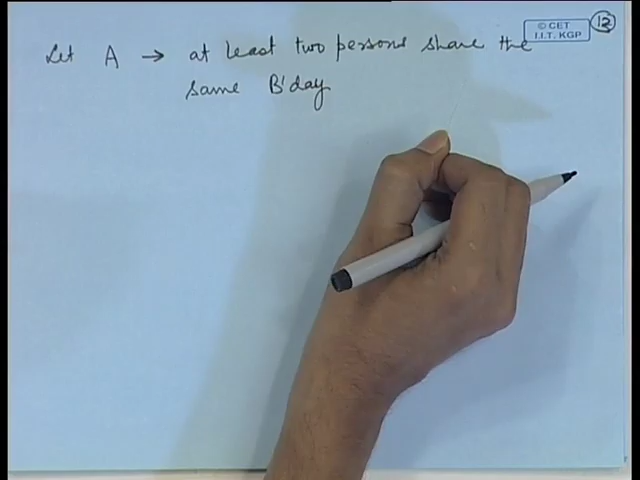 © CET
I.I.T. KGP
12
Let A → at least two persons share the
same B'day